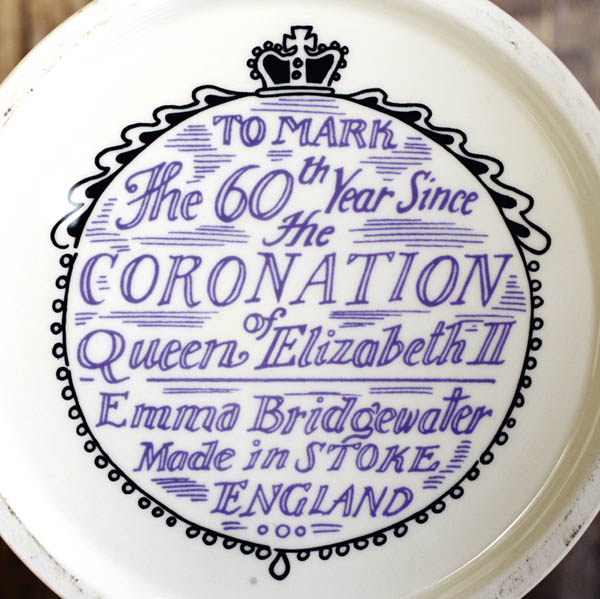 TO MARK
The 60th Year Since
the
CORONATION
of
Queen Elizabeth II
Emma Bridgewater
Made in STOKE
ENGLAND